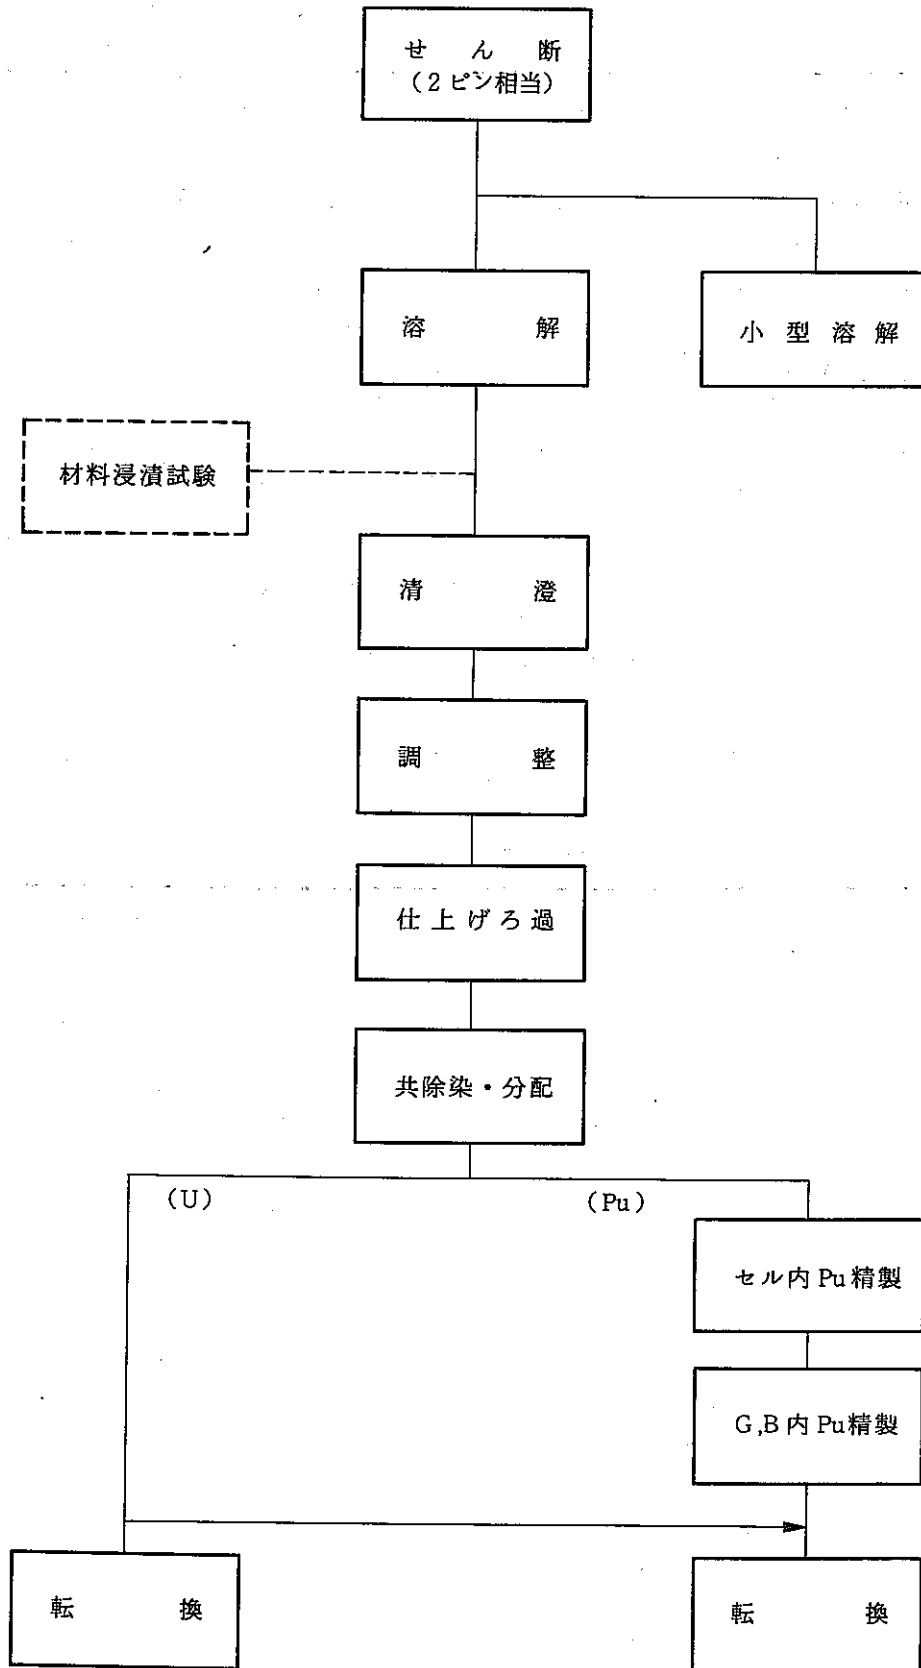 せん断
(2ピン相当)
溶解
小型溶解
材料浸漬試験
清澄
調整
仕上げろ過
共除染・分配
(U)
(Pu)
セル内Pu精製
G,B内Pu精製
転換
転換